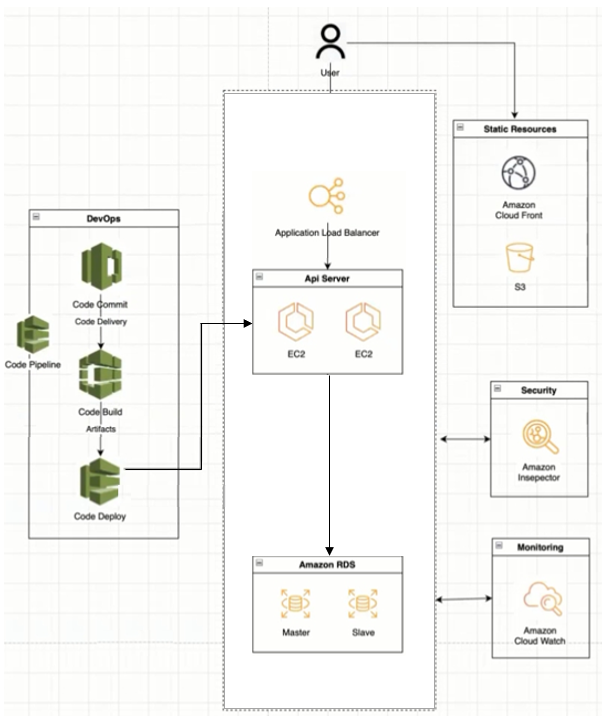 User
Static Resources
Amazon
Cloud Front
S3
Application Load Balancer
DevOps
Code Commit
Code Delivery
Code Pipeline
Code Build
Artifacts
Code Deploy
Api Server
EC2
EC2
Security
Amazon
Insepector
Amazon RDS
Master
Slave
Monitoring
Amazon
Cloud Watch